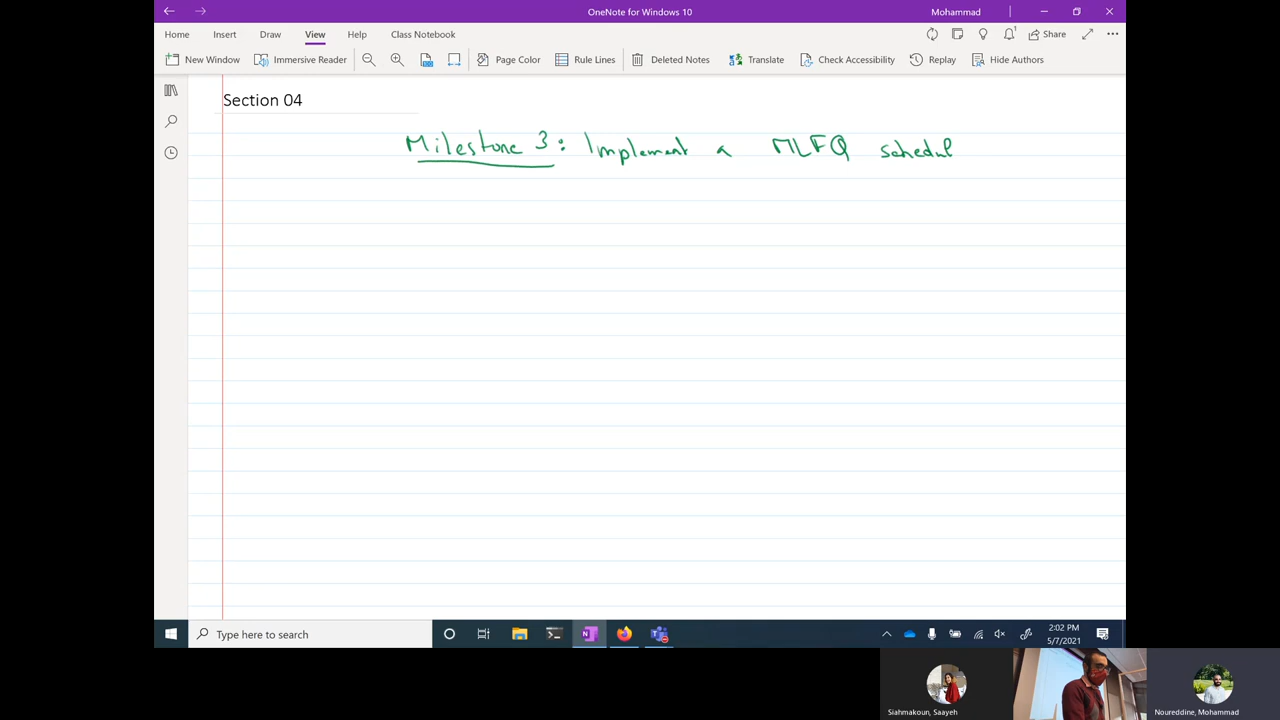 OneNote for Windows 10
Mohammad
Home Insert Draw View Help Class Notebook
1 Share
New Window Immersive Reader Page Color Rule Lines Deleted Notes Translate Check Accessibility Replay Hide Authors
Section 04
Milestone 3: Implement a MLFQ schedul
Type here to search
2:02 PM
5/7/2021
Siahmakoun, Saayeh
Noureddine, Mohammad